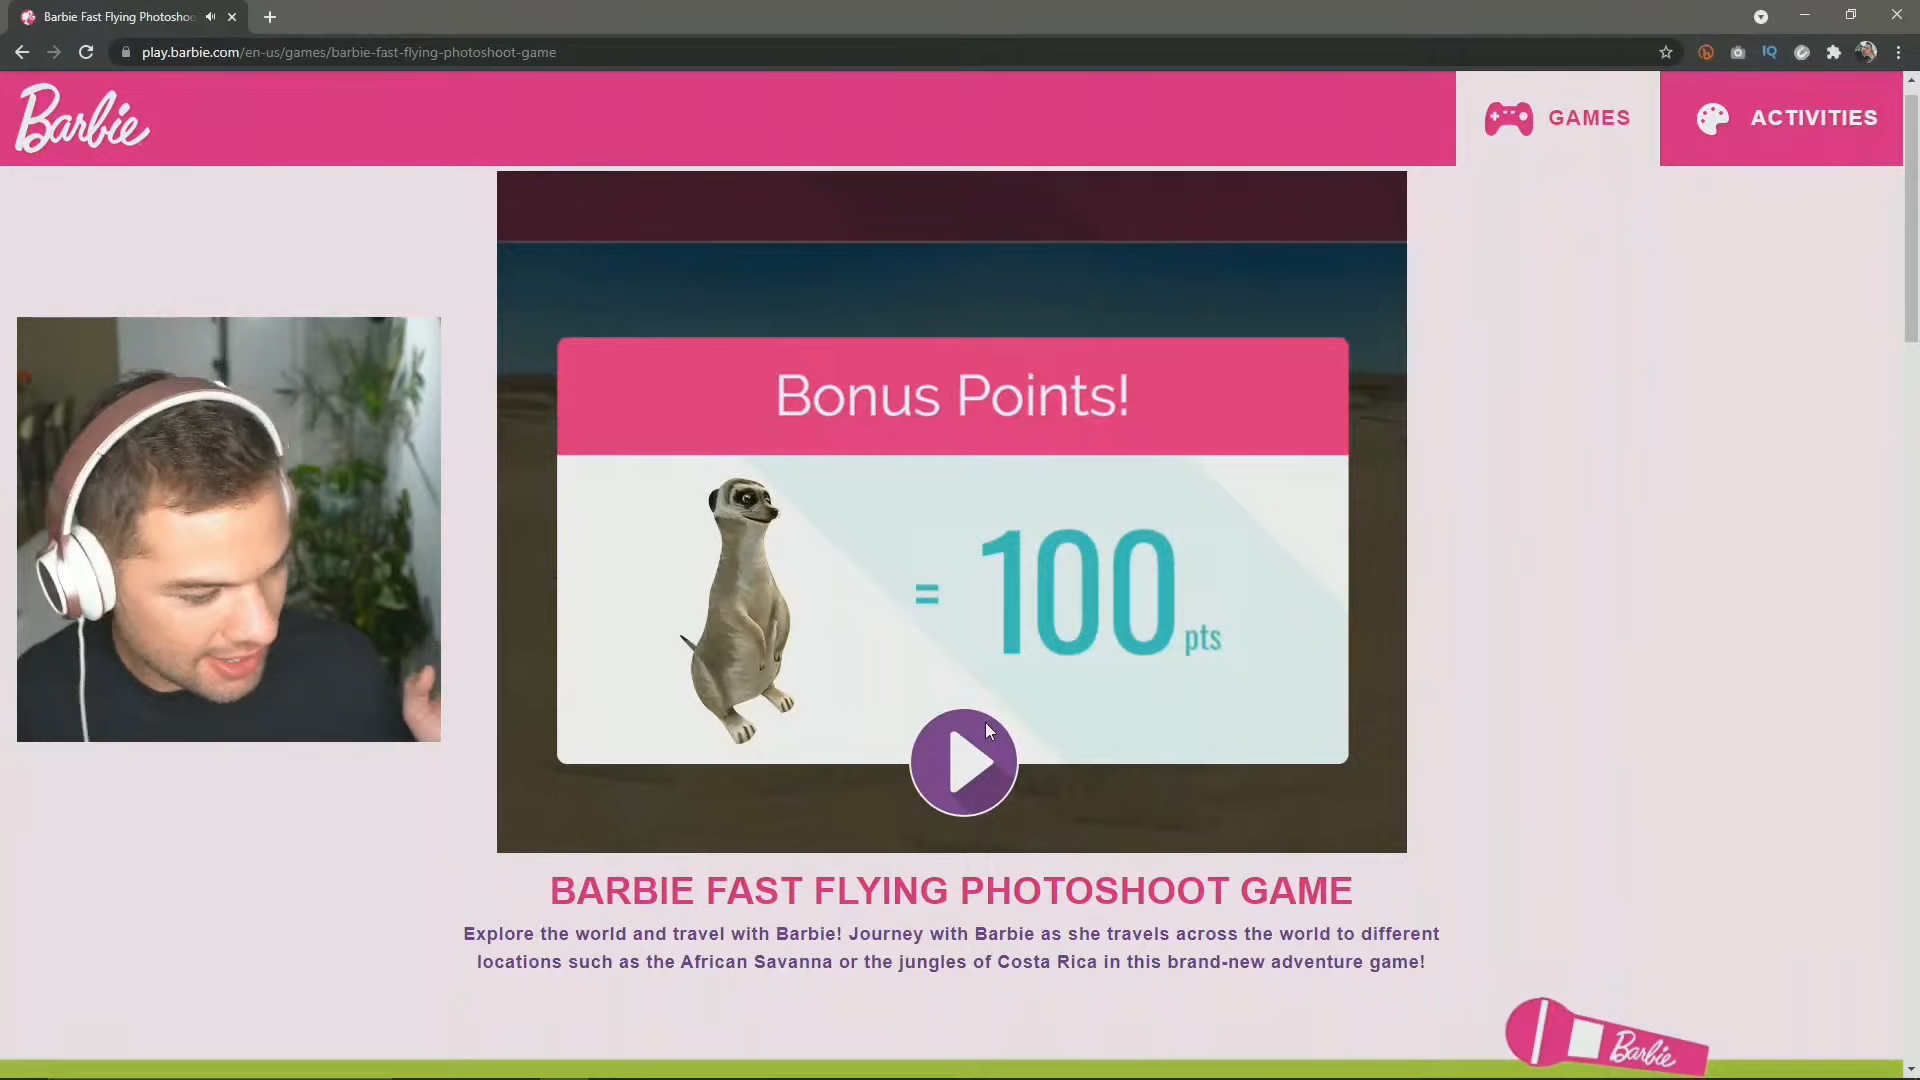 Barbie Fast Flying Photoshoo
play.barbie.com/en-us/games/barbie-fast-flying-photoshoot-game
IQ
Barbie
GAMES
ACTIVITIES
Bonus Points!
= 100 pts
BARBIE FAST FLYING PHOTOSHOOT GAME
Explore the world and travel with Barbie! Journey with Barbie as she travels across the world to different
locations such as the African Savanna or the jungles of Costa Rica in this brand-new adventure game!
Barbie